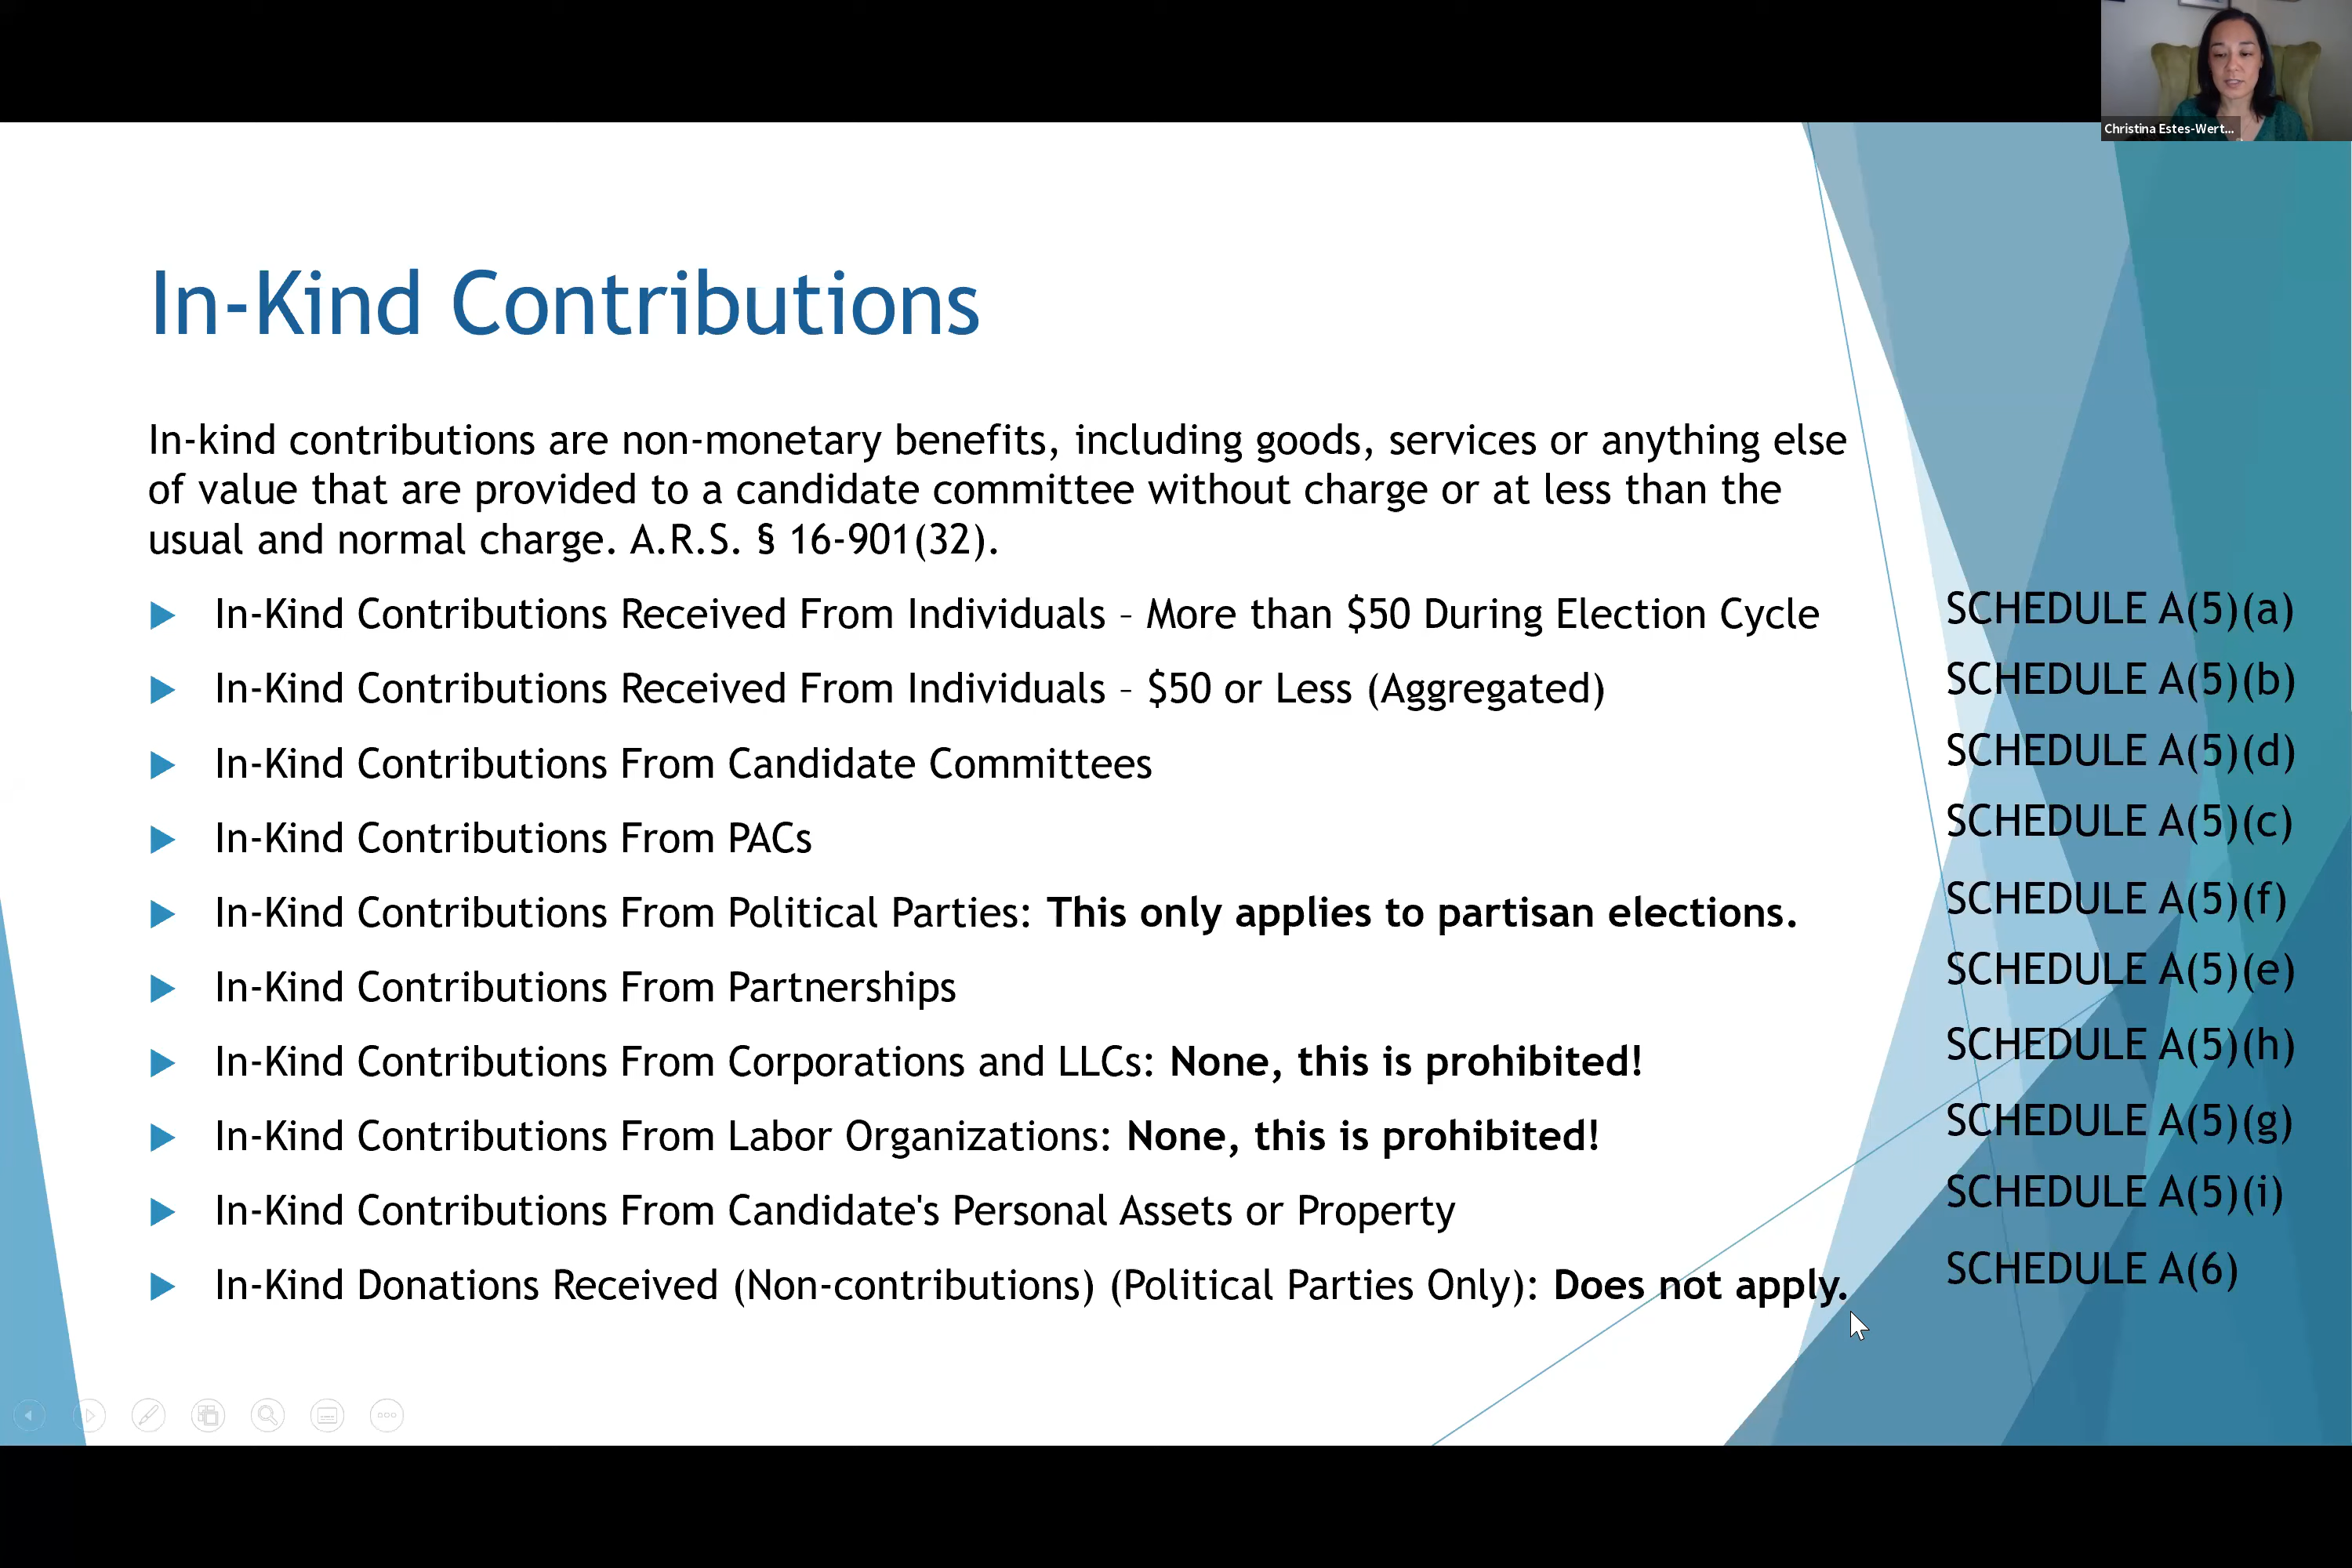 Christina Estes-Wert...
In-Kind Contributions
In-kind contributions are non-monetary benefits, including goods, services or anything else
of value that are provided to a candidate committee without charge or at less than the
usual and normal charge. A.R.S. § 16-901(32).
In-Kind Contributions Received From Individuals – More than $50 During Election Cycle SCHEDULE A(5)(a)
In-Kind Contributions Received From Individuals – $50 or Less (Aggregated) SCHEDULE A(5)(b)
In-Kind Contributions From Candidate Committees SCHEDULE A(5)(d)
In-Kind Contributions From PACs SCHEDULE A(5)(c)
In-Kind Contributions From Political Parties: This only applies to partisan elections. SCHEDULE A(5)(f)
In-Kind Contributions From Partnerships SCHEDULE A(5)(e)
In-Kind Contributions From Corporations and LLCs: None, this is prohibited! SCHEDULE A(5)(h)
In-Kind Contributions From Labor Organizations: None, this is prohibited! SCHEDULE A(5)(g)
In-Kind Contributions From Candidate's Personal Assets or Property SCHEDULE A(5)(i)
In-Kind Donations Received (Non-contributions) (Political Parties Only): Does not apply. SCHEDULE A(6)